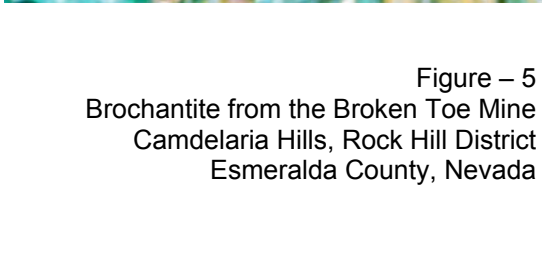 Figure – 5
Brochantite from the Broken Toe Mine
Camdelaria Hills, Rock Hill District
Esmeralda County, Nevada